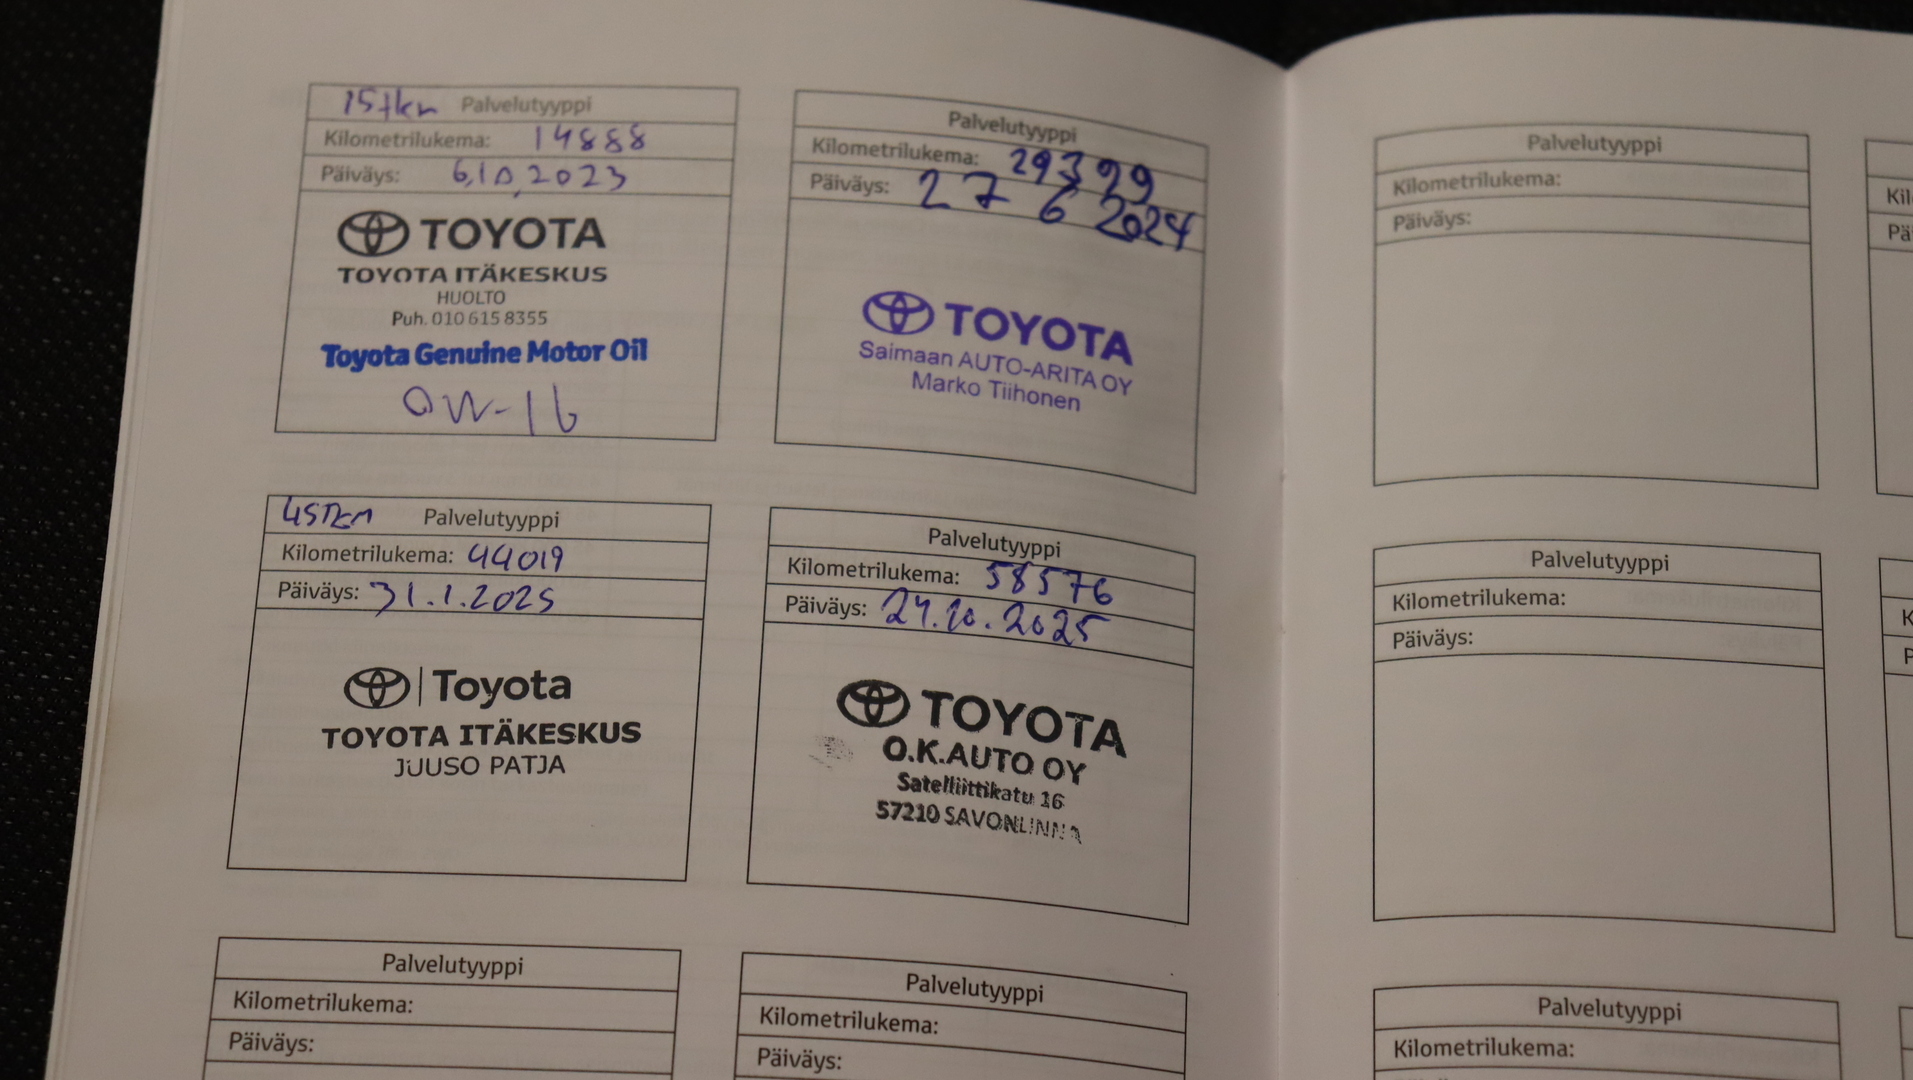 15tkm Palvelutyyppi
Kilometrilukema: 14888
Päiväys: 6,10,2023
TOYOTA
TOYOTA ITÄKESKUS
HUOLTO
Puh. 010 615 8355
Toyota Genuine Motor Oil
0W-16
Palvelutyyppi
Kilometrilukema: 29399
Päiväys: 27 6 2024
TOYOTA
Saimaan AUTO-ARITA OY
Marko Tiihonen
45TKM Palvelutyyppi
Kilometrilukema: 44019
Päiväys: 31.1.2025
Toyota
TOYOTA ITÄKESKUS
JUUSO PATJA
Palvelutyyppi
Kilometrilukema: 58576
Päiväys: 24.10.2025
TOYOTA
O.K.AUTO OY
Satelliittikatu 16
57210 SAVONLINNA
Palvelutyyppi
Kilometrilukema:
Päiväys:
Palvelutyyppi
Kilometrilukema:
Päiväys:
Palvelutyyppi
Kilometrilukema:
Päiväys:
Kil
Pä
Palvelutyyppi
Kilometrilukema:
Päiväys:
K
P
Palvelutyyppi
Kilometrilukema: